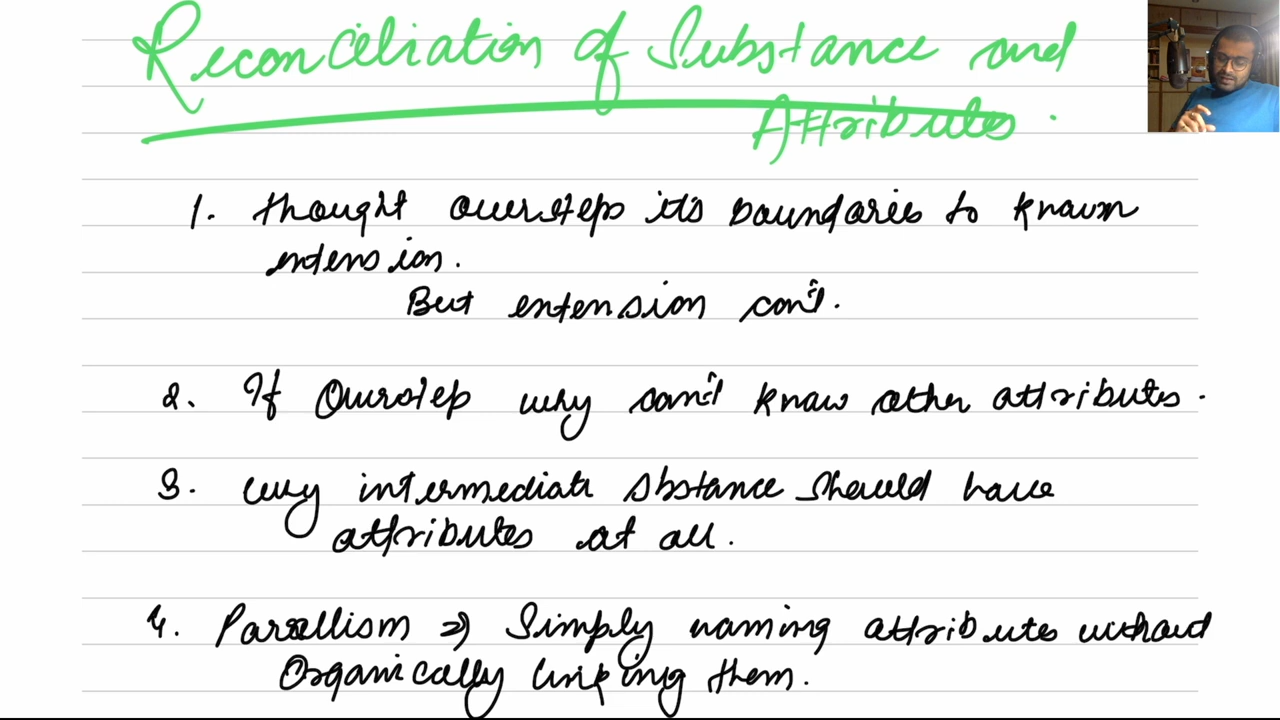 Reconciliation of Substance and
Attributes.
1. thought oversteps it's boundaries to known
extension.
But extension can't.
2. If Overstep why can't know other attributes.
3. why intermediate sbstance should have
attributes at all.
4. Parallism => Simply naming attributes without
Organically linking them.